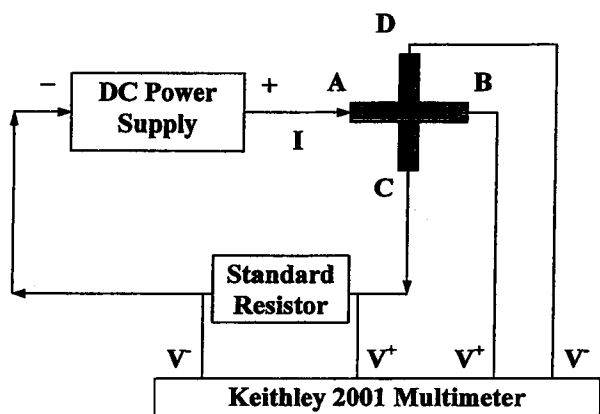 D
− DC Power Supply + A B
I
C
Standard Resistor
V⁻ V⁺ V⁺ V⁻
Keithley 2001 Multimeter